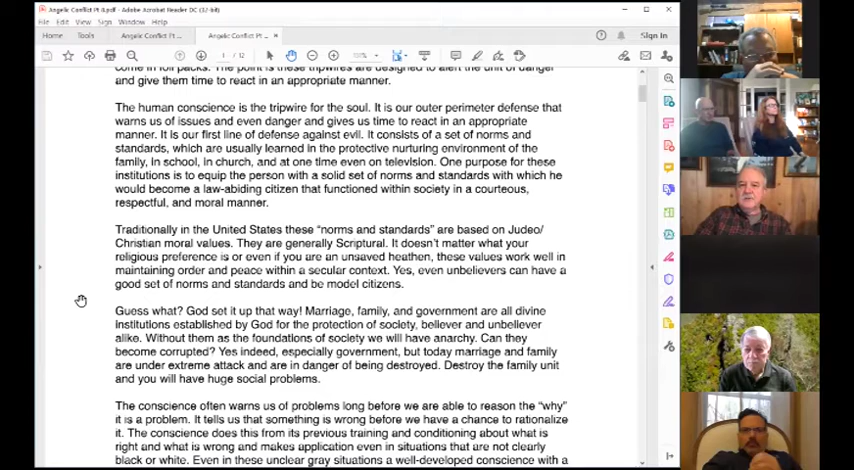 Angelic Conflict Pt II.pdf - Adobe Acrobat Reader DC (32-bit)
File Edit View Sign Window Help
Home Tools Angelic Conflict Pt ... Angelic Conflict Pt ... × Sign In
1 / 12
come in foil packs. The point is these tripwires are designed to alert the unit of danger
and give them time to react in an appropriate manner.
The human conscience is the tripwire for the soul. It is our outer perimeter defense that
warns us of issues and even danger and gives us time to react in an appropriate
manner. It is our first line of defense against evil. It consists of a set of norms and
standards, which are usually learned in the protective nurturing environment of the
family, in school, in church, and at one time even on television. One purpose for these
institutions is to equip the person with a solid set of norms and standards with which he
would become a law-abiding citizen that functioned within society in a courteous,
respectful, and moral manner.
Traditionally in the United States these “norms and standards” are based on Judeo/
Christian moral values. They are generally Scriptural. It doesn’t matter what your
religious preference is or even if you are an unsaved heathen, these values work well in
maintaining order and peace within a secular context. Yes, even unbelievers can have a
good set of norms and standards and be model citizens.
Guess what? God set it up that way! Marriage, family, and government are all divine
institutions established by God for the protection of society, believer and unbeliever
alike. Without them as the foundations of society we will have anarchy. Can they
become corrupted? Yes indeed, especially government, but today marriage and family
are under extreme attack and are in danger of being destroyed. Destroy the family unit
and you will have huge social problems.
The conscience often warns us of problems long before we are able to reason the “why”
it is a problem. It tells us that something is wrong before we have a chance to rationalize
it. The conscience does this from its previous training and conditioning about what is
right and what is wrong and makes application even in situations that are not clearly
black or white. Even in these unclear gray situations a well-developed conscience with a